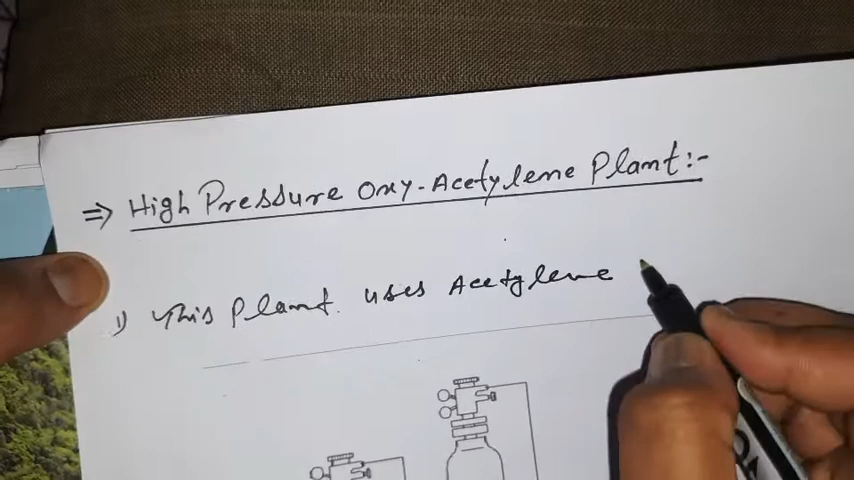 ⇒ High Pressure Oxy-Acetylene Plant:-
1) This Plant uses Acetylene